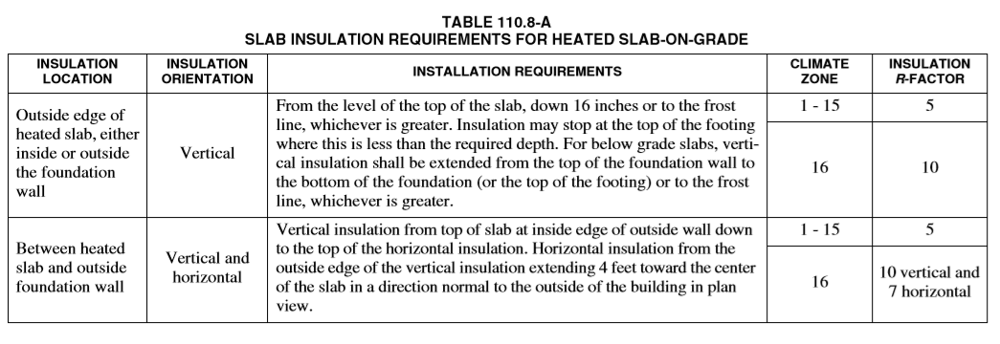 TABLE 110.8-A
SLAB INSULATION REQUIREMENTS FOR HEATED SLAB-ON-GRADE
INSULATION
LOCATION
INSULATION
ORIENTATION
INSTALLATION REQUIREMENTS
CLIMATE
ZONE
INSULATION
R-FACTOR
Outside edge of
heated slab, either
inside or outside
the foundation
wall
Vertical
From the level of the top of the slab, down 16 inches or to the frost
line, whichever is greater. Insulation may stop at the top of the footing
where this is less than the required depth. For below grade slabs, verti-
cal insulation shall be extended from the top of the foundation wall to
the bottom of the foundation (or the top of the footing) or to the frost
line, whichever is greater.
1 - 15
5
16
10
Between heated
slab and outside
foundation wall
Vertical and
horizontal
Vertical insulation from top of slab at inside edge of outside wall down
to the top of the horizontal insulation. Horizontal insulation from the
outside edge of the vertical insulation extending 4 feet toward the center
of the slab in a direction normal to the outside of the building in plan
view.
1 - 15
5
16
10 vertical and
7 horizontal